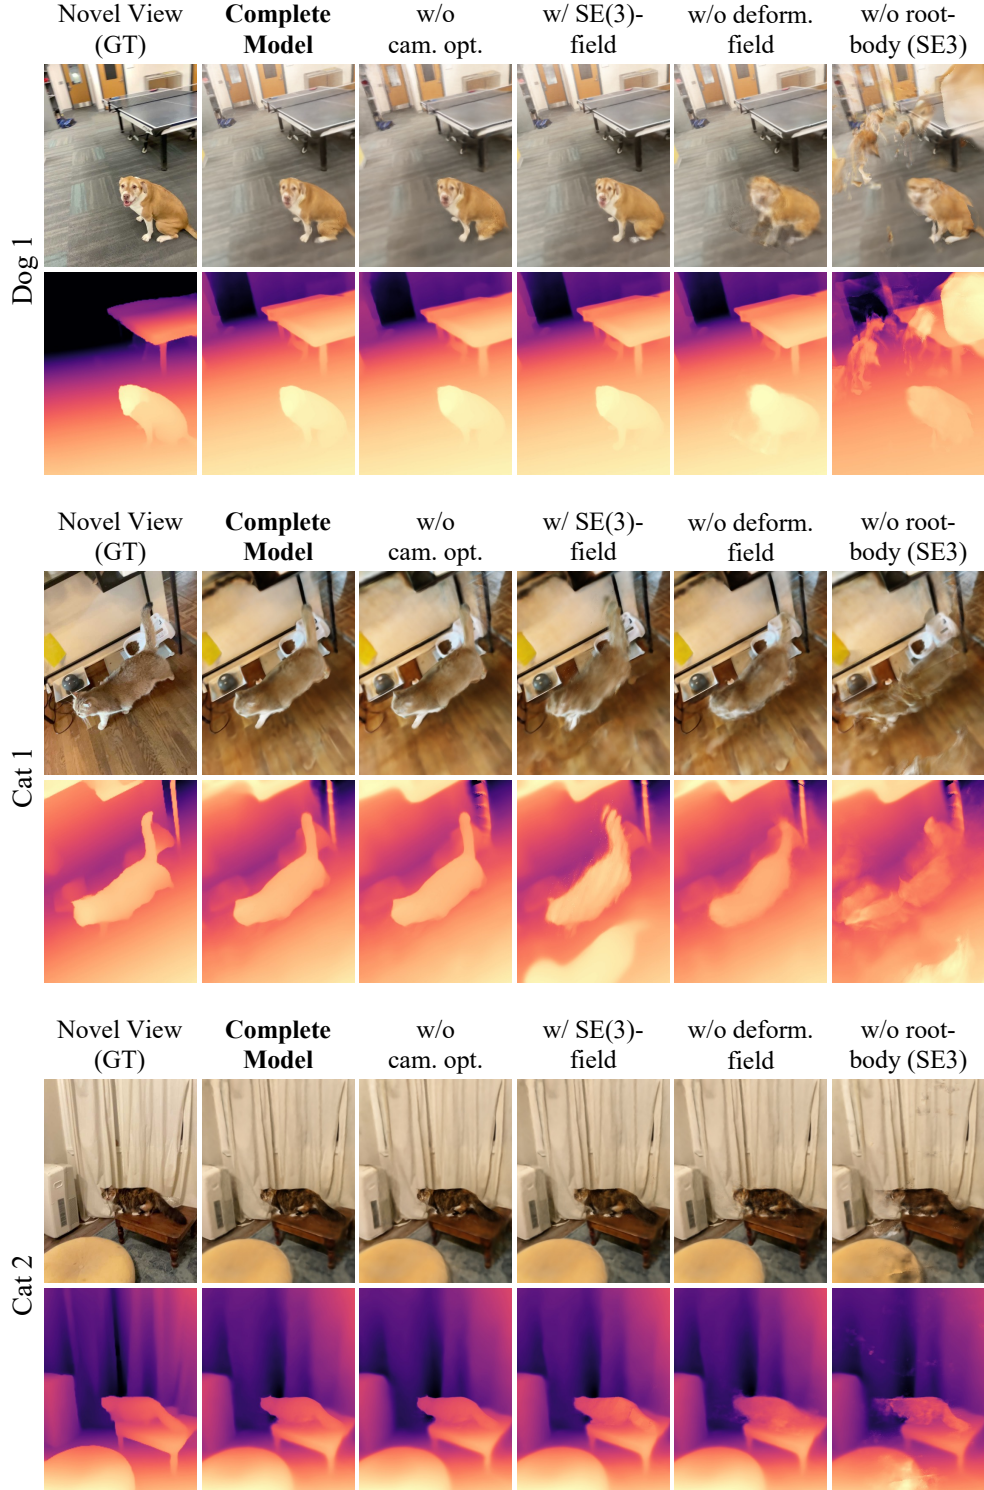 Novel View
(GT)
Complete
Model
w/o
cam. opt.
w/ SE(3)-
field
w/o deform.
field
w/o root-
body (SE3)
Dog 1
Novel View
(GT)
Complete
Model
w/o
cam. opt.
w/ SE(3)-
field
w/o deform.
field
w/o root-
body (SE3)
Cat 1
Novel View
(GT)
Complete
Model
w/o
cam. opt.
w/ SE(3)-
field
w/o deform.
field
w/o root-
body (SE3)
Cat 2